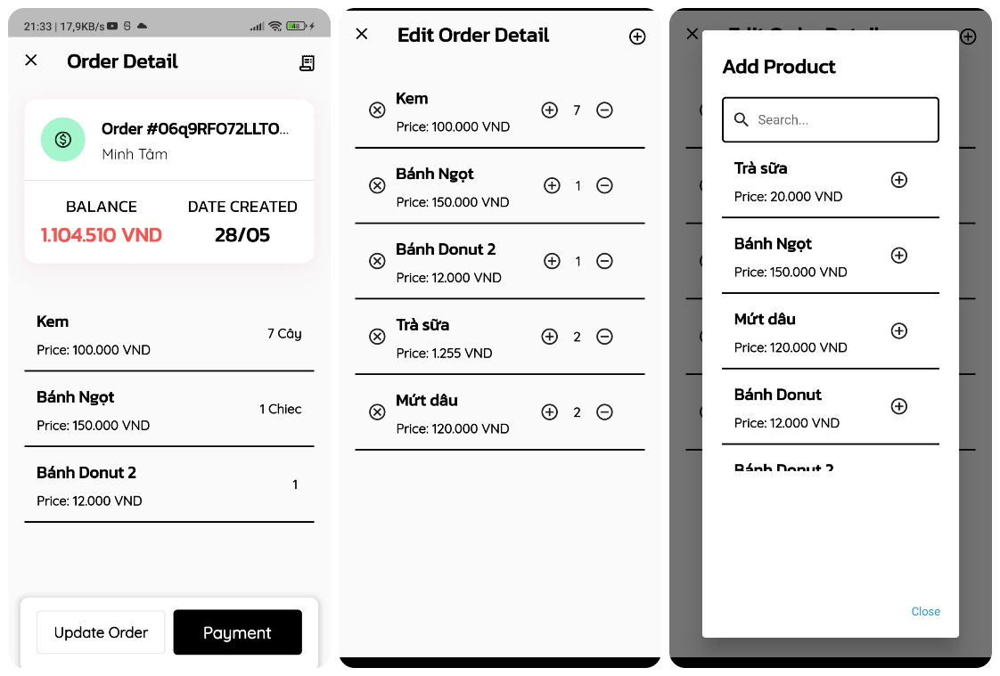 21:33 | 17,9KB/s
48
Order Detail
Order #06q9RFO72LLTO...
Minh Tâm
BALANCE
DATE CREATED
1.104.510 VND
28/05
Kem
7 Cây
Price: 100.000 VND
Bánh Ngọt
1 Chiec
Price: 150.000 VND
Bánh Donut 2
1
Price: 12.000 VND
Update Order
Payment
Edit Order Detail
Kem
7
Price: 100.000 VND
Bánh Ngọt
1
Price: 150.000 VND
Bánh Donut 2
1
Price: 12.000 VND
Trà sữa
2
Price: 1.255 VND
Mứt dâu
2
Price: 120.000 VND
Edit Order Detail
Add Product
Search...
Trà sữa
Price: 20.000 VND
Bánh Ngọt
Price: 150.000 VND
Mứt dâu
Price: 120.000 VND
Bánh Donut
Price: 12.000 VND
Bánh Donut 2
Close